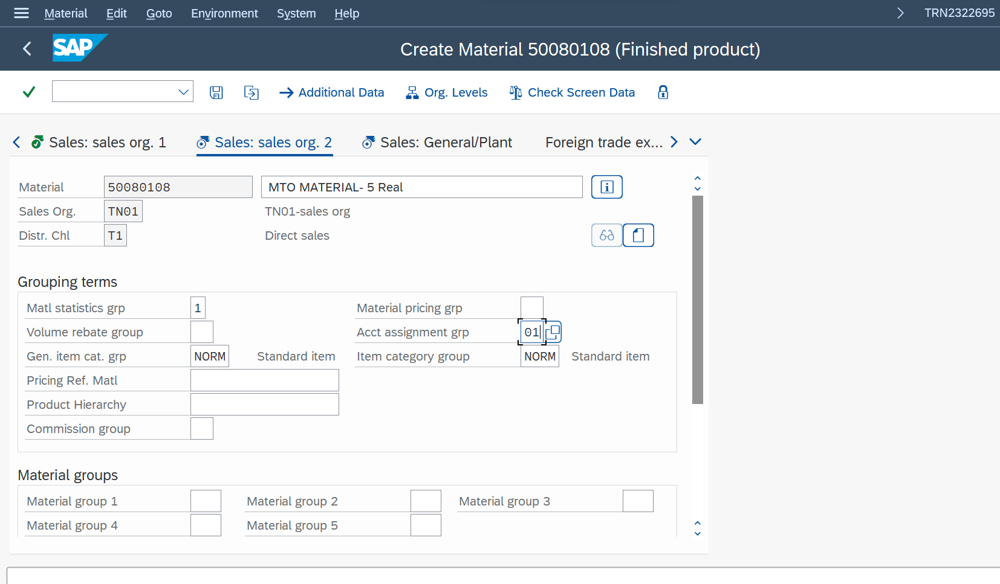 Material Edit Goto Environment System Help TRN2322695
SAP Create Material 50080108 (Finished product)
Additional Data Org. Levels Check Screen Data
Sales: sales org. 1 Sales: sales org. 2 Sales: General/Plant Foreign trade ex...
Material 50080108 MTO MATERIAL- 5 Real
Sales Org. TN01 TN01-sales org
Distr. Chl T1 Direct sales
Grouping terms
Matl statistics grp 1 Material pricing grp
Volume rebate group Acct assignment grp 01
Gen. item cat. grp NORM Standard item Item category group NORM Standard item
Pricing Ref. Matl
Product Hierarchy
Commission group
Material groups
Material group 1 Material group 2 Material group 3
Material group 4 Material group 5